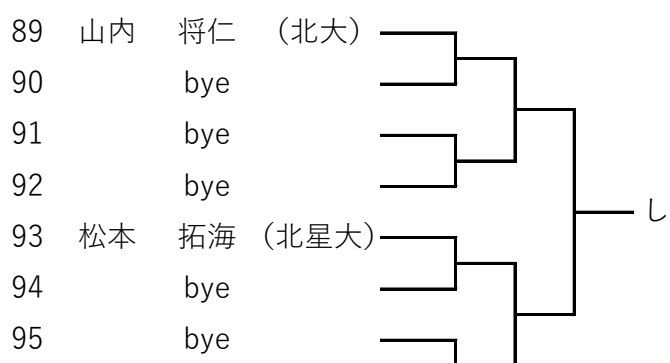 89 山内 将仁 （北大）
90 bye
91 bye
92 bye
し
93 松本 拓海 （北星大）
94 bye
95 bye